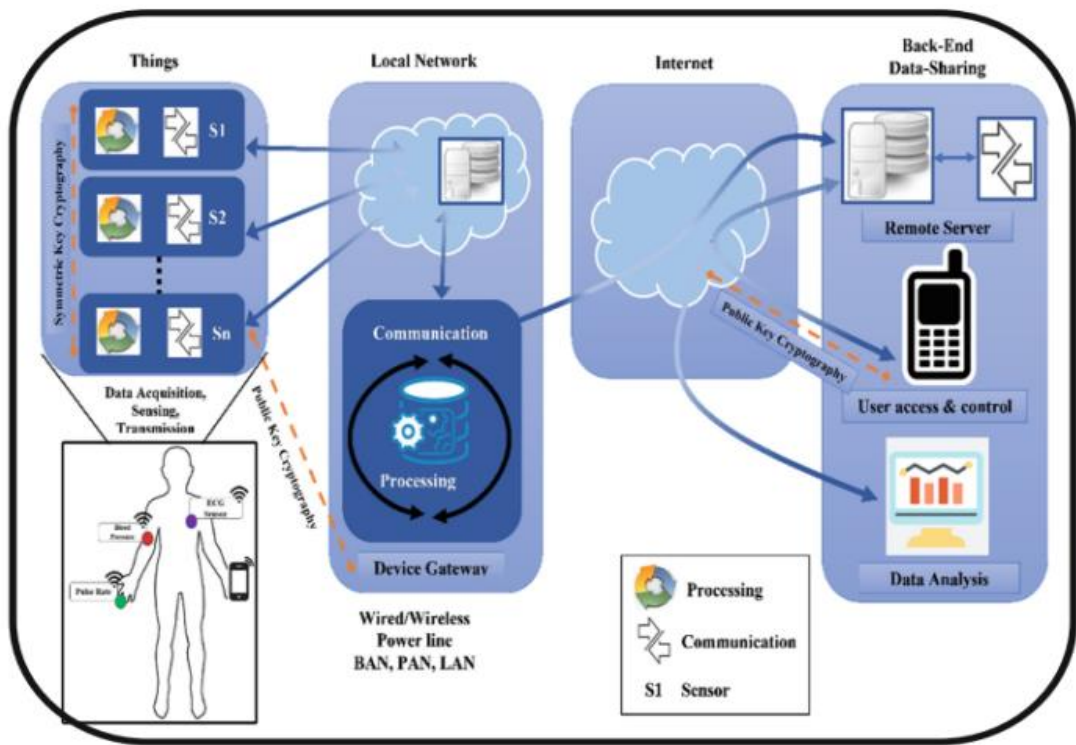 Things
Local Network
Internet
Back-End
Data-Sharing
Symmetric Key Cryptography
S1
S2
Sn
Data Acquisition,
Sensing,
Transmission
ECG
Sensor
Blood
Pressure
Pulse Rate
Public Key Cryptography
Communication
Processing
Device Gateway
Wired/Wireless
Power line
BAN, PAN, LAN
Public Key Cryptography
Remote Server
User access & control
Data Analysis
Processing
Communication
S1 Sensor